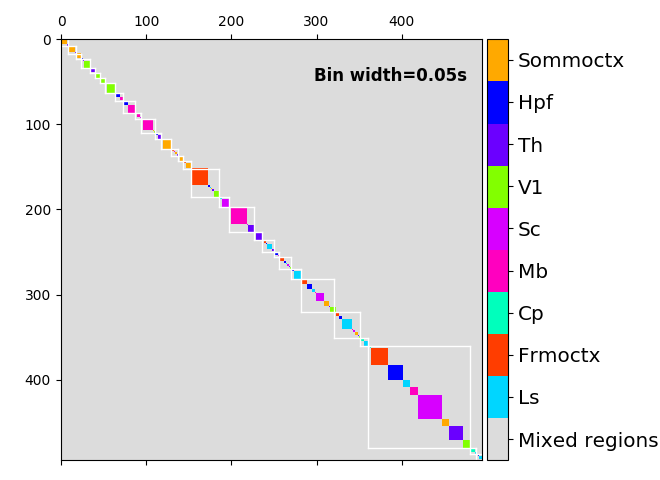 0 100 200 300 400
0
100
200
300
400
Bin width=0.05s
Sommoctx
Hpf
Th
V1
Sc
Mb
Cp
Frmoctx
Ls
Mixed regions